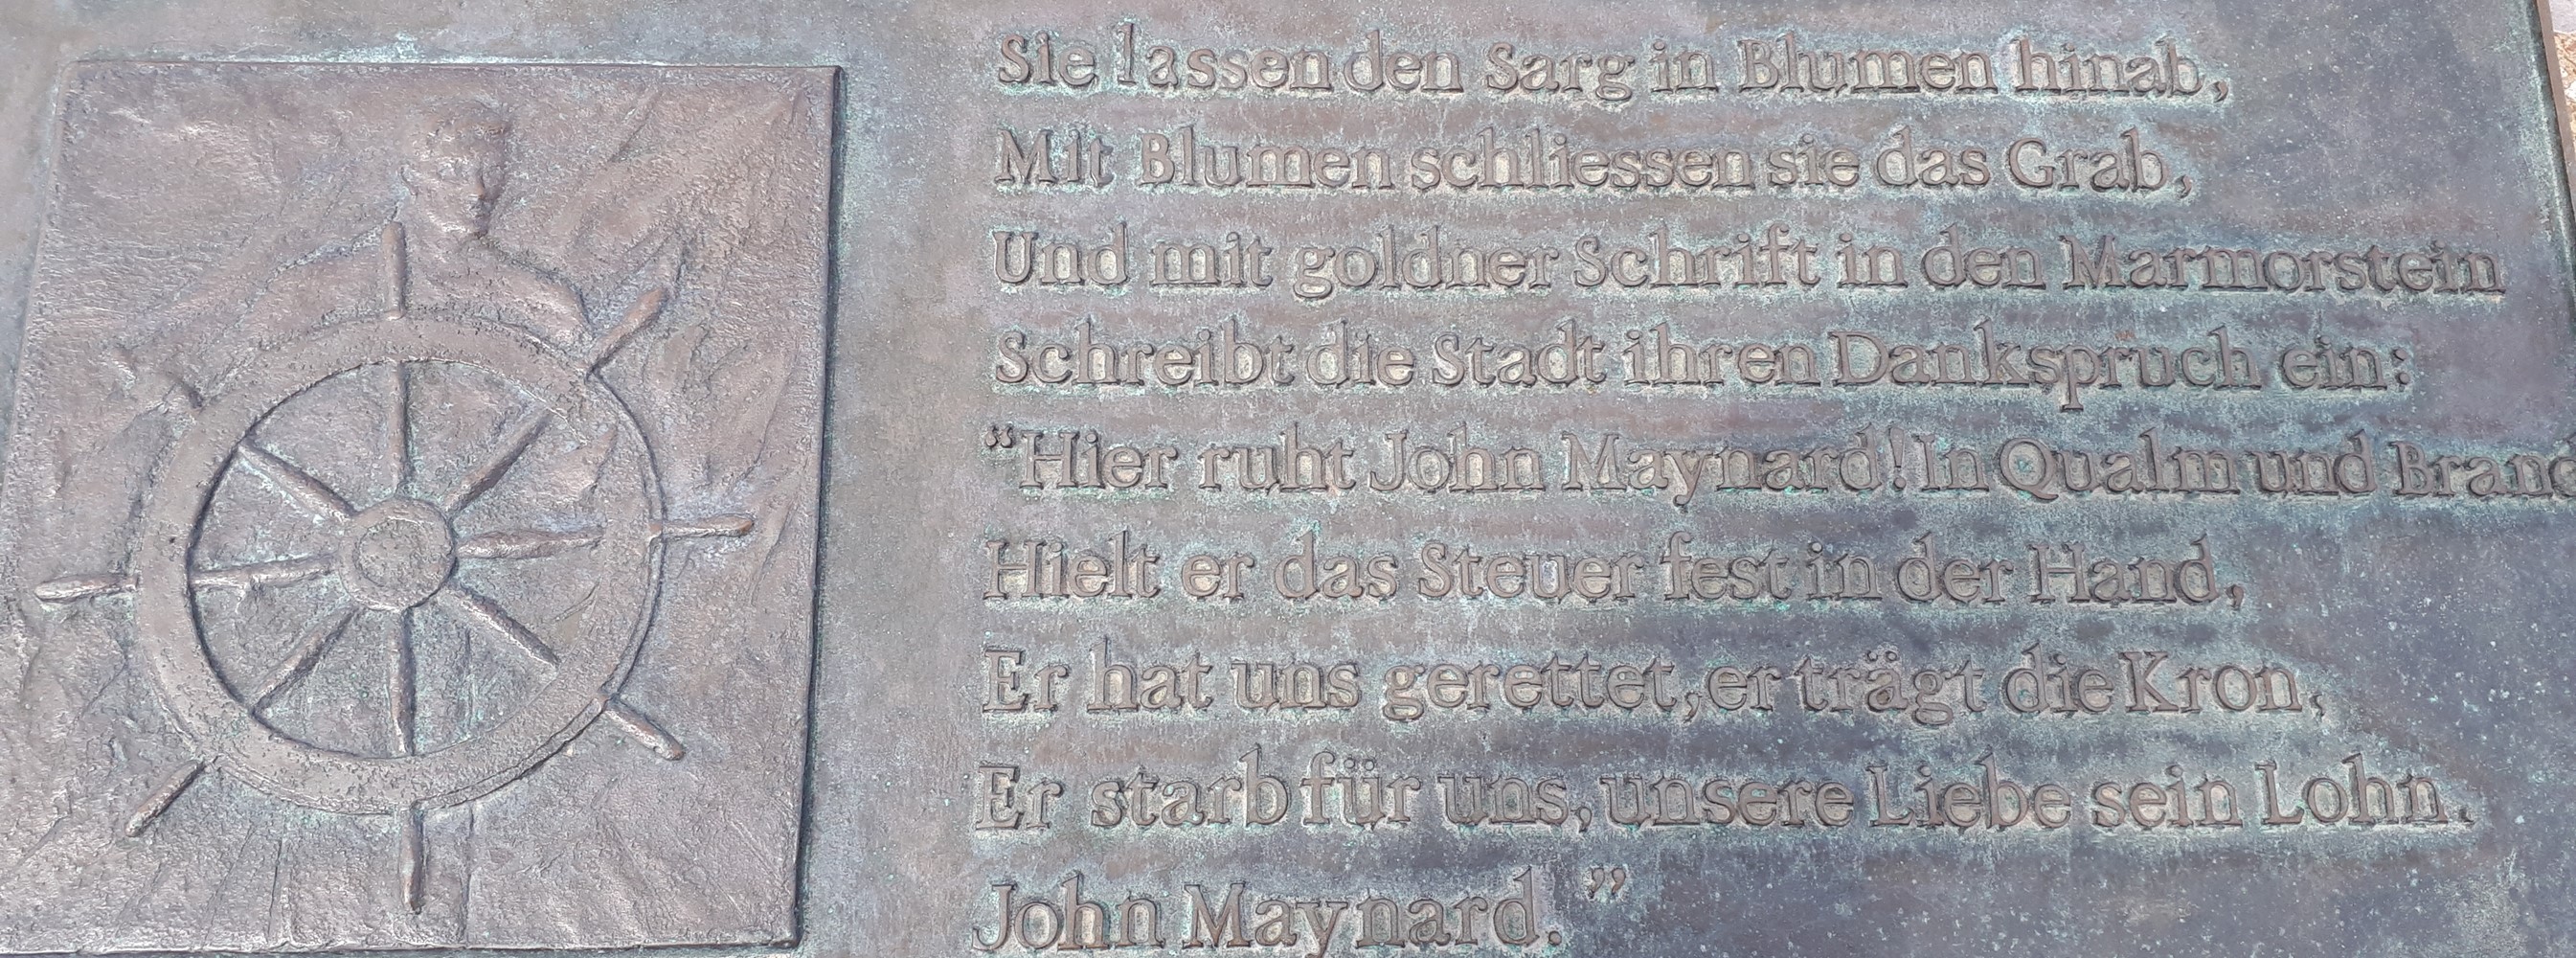 Sie lassen den Sarg in Blumen hinab,
Mit Blumen schliessen sie das Grab,
Und mit goldner Schrift in den Marmorstein
Schreibt die Stadt ihren Dankspruch ein:
“Hier ruht John Maynard! In Qualm und Brand
Hielt er das Steuer fest in der Hand,
Er hat uns gerettet, er trägt die Kron,
Er starb für uns, unsere Liebe sein Lohn.
John Maynard.”